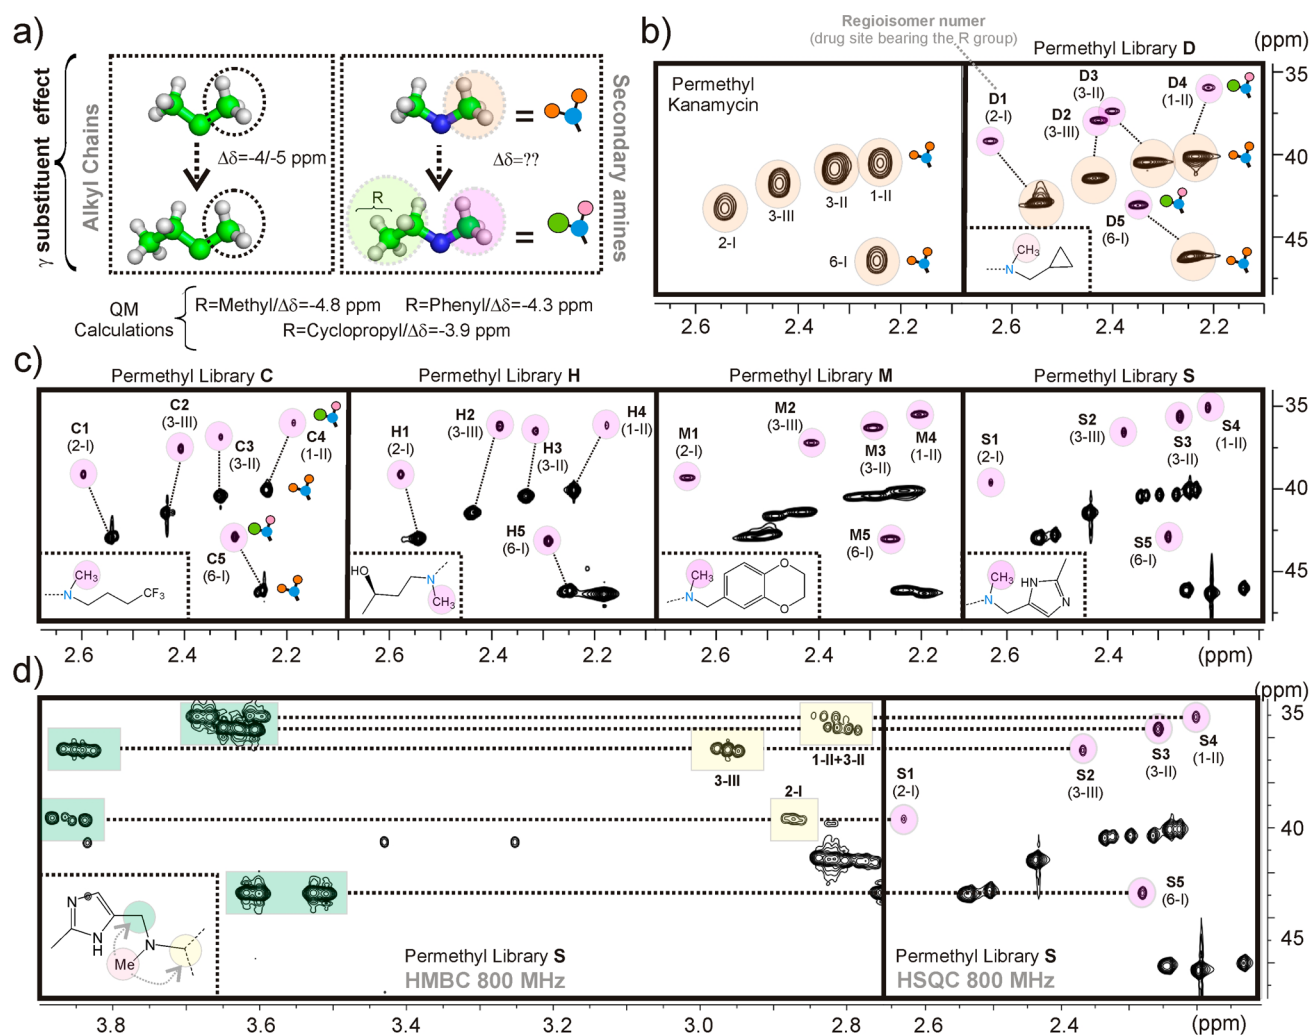 a)
γ substituent effect
Alkyl Chains
Δδ=-4/-5 ppm
Δδ=??
R
=
=
Secondary amines
QM
Calculations
R=Methyl/Δδ=-4.8 ppm
R=Phenyl/Δδ=-4.3 ppm
R=Cyclopropyl/Δδ=-3.9 ppm
b)
Regioisomer numer
(drug site bearing the R group)
Permethyl Library D
(ppm)
Permethyl
Kanamycin
2-I
3-III
3-II
1-II
6-I
D1
(2-I)
D2
(3-III)
D3
(3-II)
D4
(1-II)
D5
(6-I)
CH3
N
35
40
45
2.6
2.4
2.2
2.6
2.4
2.2
c)
Permethyl Library C
Permethyl Library H
Permethyl Library M
Permethyl Library S
C1
(2-I)
C2
(3-III)
C3
(3-II)
C4
(1-II)
C5
(6-I)
CH3
N
CF3
H1
(2-I)
H2
(3-III)
H3
(3-II)
H4
(1-II)
H5
(6-I)
HO
N
CH3
M1
(2-I)
M2
(3-III)
M3
(3-II)
M4
(1-II)
M5
(6-I)
CH3
N
O
O
S1
(2-I)
S2
(3-III)
S3
(3-II)
S4
(1-II)
S5
(6-I)
CH3
N
HN
N
35
40
45
2.6
2.4
2.2
2.6
2.4
2.2
2.6
2.4
2.2
2.6
2.4
(ppm)
d)
(ppm)
3-III
1-II+3-II
2-I
S1
(2-I)
S2
(3-III)
S3
(3-II)
S4
(1-II)
S5
(6-I)
N
N
H
N
Me
Permethyl Library S
HMBC 800 MHz
Permethyl Library S
HSQC 800 MHz
35
40
45
3.8
3.6
3.4
3.2
3.0
2.8
2.6
2.4
2.2
(ppm)